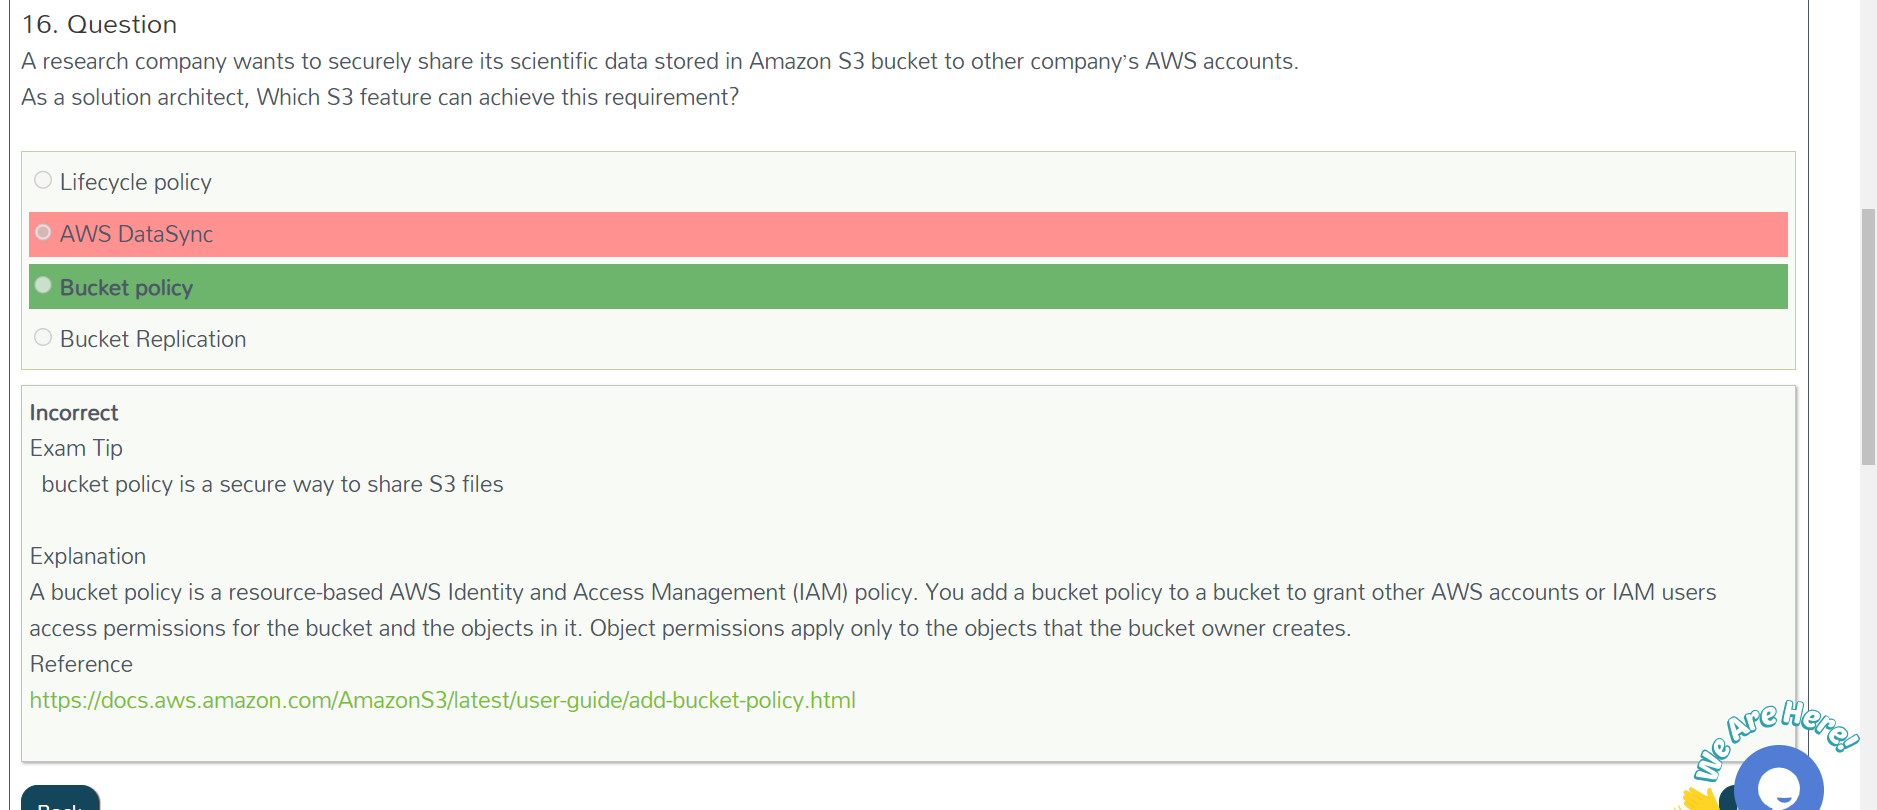 16. Question
A research company wants to securely share its scientific data stored in Amazon S3 bucket to other company’s AWS accounts.
As a solution architect, Which S3 feature can achieve this requirement?
Lifecycle policy
AWS DataSync
Bucket policy
Bucket Replication
Incorrect
Exam Tip
bucket policy is a secure way to share S3 files
Explanation
A bucket policy is a resource-based AWS Identity and Access Management (IAM) policy. You add a bucket policy to a bucket to grant other AWS accounts or IAM users
access permissions for the bucket and the objects in it. Object permissions apply only to the objects that the bucket owner creates.
Reference
https://docs.aws.amazon.com/AmazonS3/latest/user-guide/add-bucket-policy.html
We Are Here!
Back